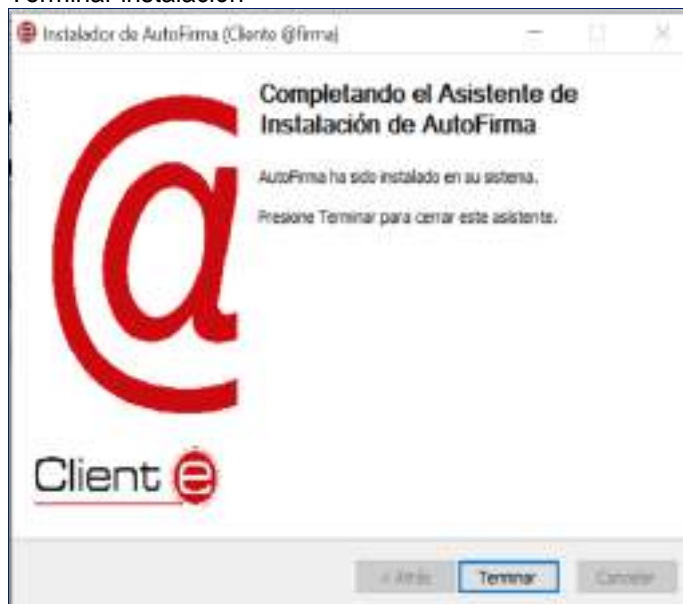 Terminar instalación
Instalador de AutoFirma (Cliente @firma)
Completando el Asistente de
Instalación de AutoFirma
AutoFirma ha sido instalado en su sistema.
Presione Terminar para cerrar este asistente.
@
Client e
< Atrás
Terminar
Cancelar